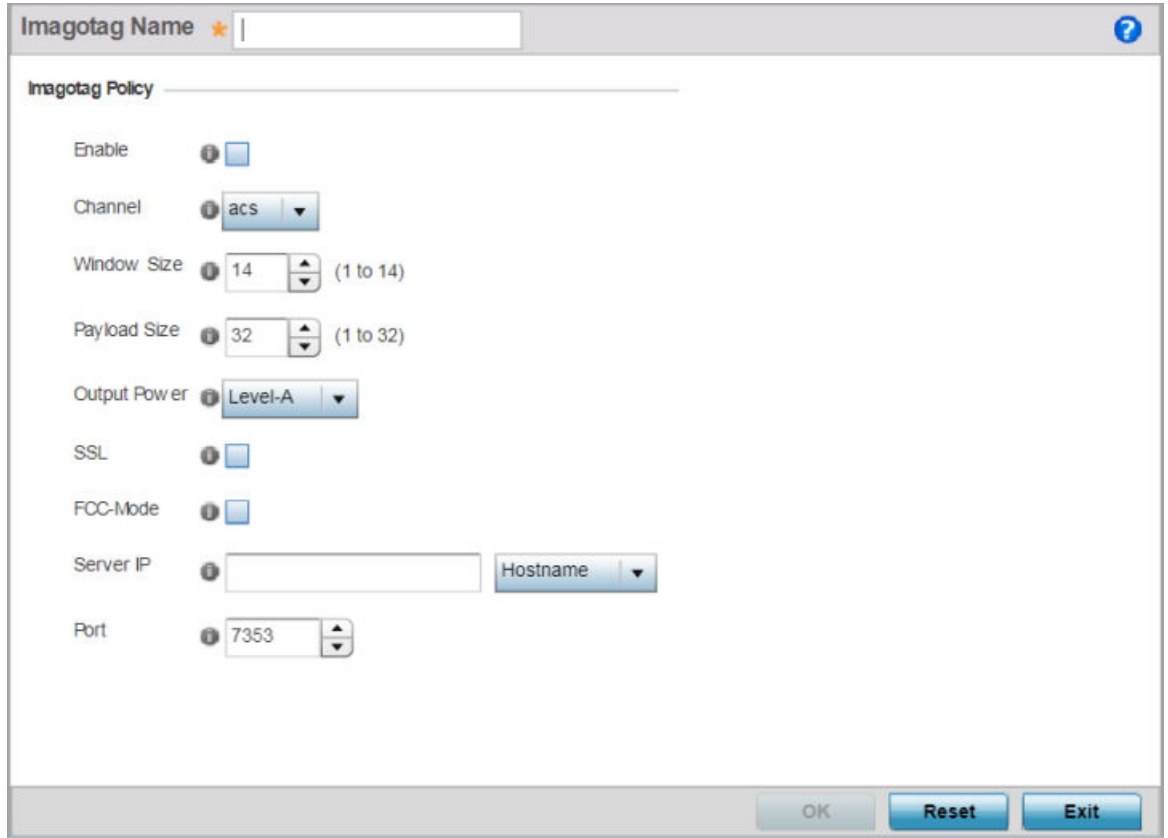 Imagotag Name *
?
Imagotag Policy
Enable
Channel acs
Window Size 14 (1 to 14)
Payload Size 32 (1 to 32)
Output Power Level-A
SSL
FCC-Mode
Server IP Hostname
Port 7353
OK Reset Exit